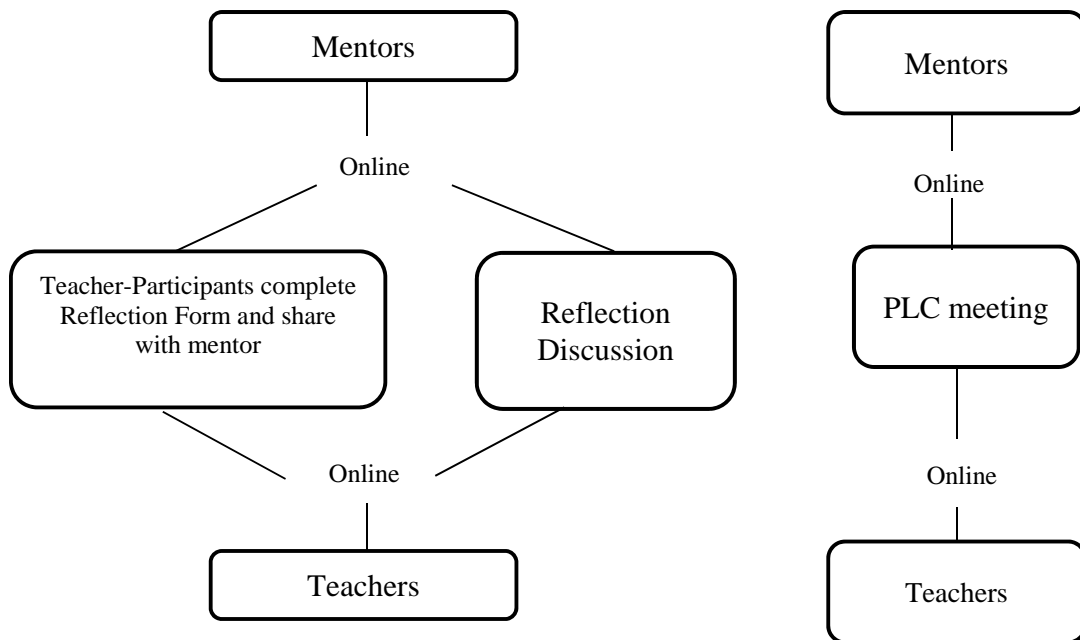 Mentors
Online
Teacher-Participants complete
Reflection Form and share
with mentor
Reflection
Discussion
Online
Teachers
Mentors
Online
PLC meeting
Online
Teachers